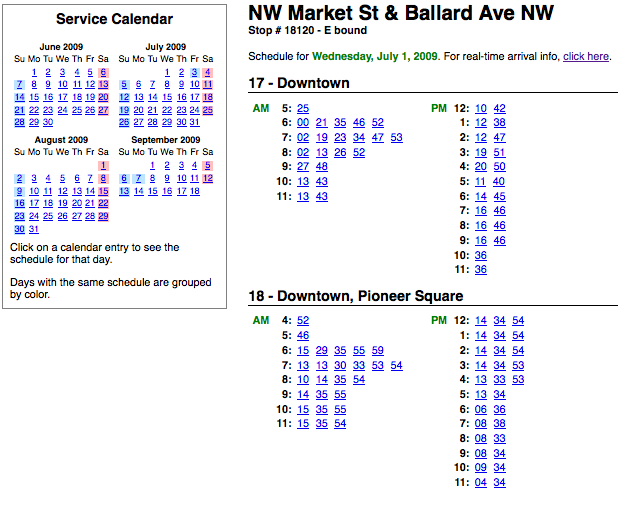 Service Calendar
June 2009
Su Mo Tu We Th Fr Sa
1 2 3 4 5 6
7 8 9 10 11 12 13
14 15 16 17 18 19 20
21 22 23 24 25 26 27
28 29 30
July 2009
Su Mo Tu We Th Fr Sa
1 2 3 4
5 6 7 8 9 10 11
12 13 14 15 16 17 18
19 20 21 22 23 24 25
26 27 28 29 30 31
August 2009
Su Mo Tu We Th Fr Sa
1
2 3 4 5 6 7 8
9 10 11 12 13 14 15
16 17 18 19 20 21 22
23 24 25 26 27 28 29
30 31
September 2009
Su Mo Tu We Th Fr Sa
1 2 3 4 5
6 7 8 9 10 11 12
13 14 15 16 17 18
Click on a calendar entry to see the
schedule for that day.
Days with the same schedule are grouped
by color.
NW Market St & Ballard Ave NW
Stop # 18120 - E bound
Schedule for Wednesday, July 1, 2009. For real-time arrival info, click here.
17 - Downtown
AM 5: 25
6: 00 21 35 46 52
7: 02 19 23 34 47 53
8: 02 13 26 52
9: 27 48
10: 13 43
11: 13 43
PM 12: 10 42
1: 12 38
2: 12 47
3: 19 51
4: 20 50
5: 11 40
6: 14 45
7: 16 46
8: 16 46
9: 16 46
10: 36
11: 36
18 - Downtown, Pioneer Square
AM 4: 52
5: 46
6: 15 29 35 55 59
7: 13 13 30 33 53 54
8: 10 14 35 54
9: 14 35 55
10: 15 35 55
11: 15 35 54
PM 12: 14 34 54
1: 14 34 54
2: 14 34 54
3: 14 34 53
4: 13 33 53
5: 13 34
6: 06 36
7: 08 38
8: 08 33
9: 08 34
10: 09 34
11: 04 34